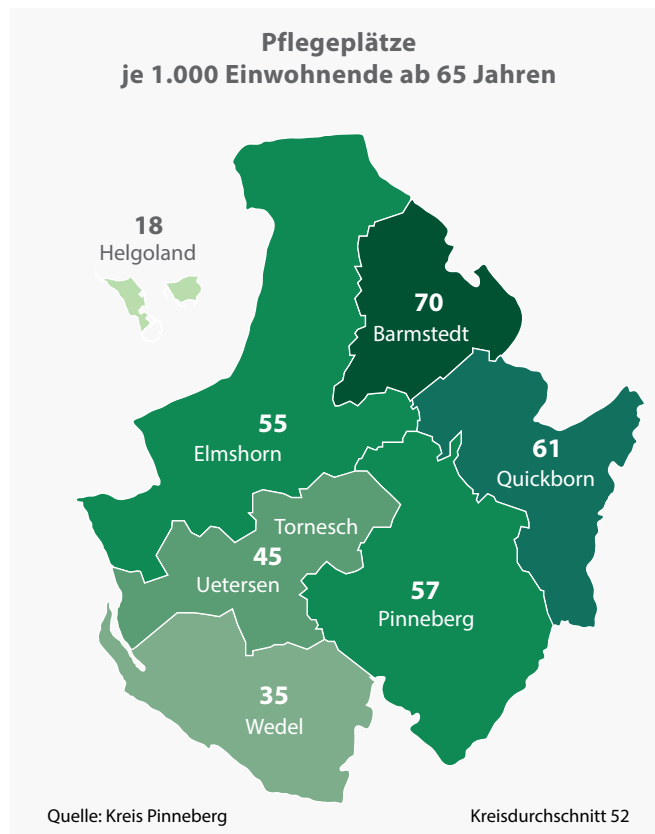 Pflegeplätze
je 1.000 Einwohnende ab 65 Jahren
18
Helgoland
70
Barmstedt
55
Elmshorn
61
Quickborn
Tornesch
45
Uetersen
57
Pinneberg
35
Wedel
Quelle: Kreis Pinneberg
Kreisdurchschnitt 52